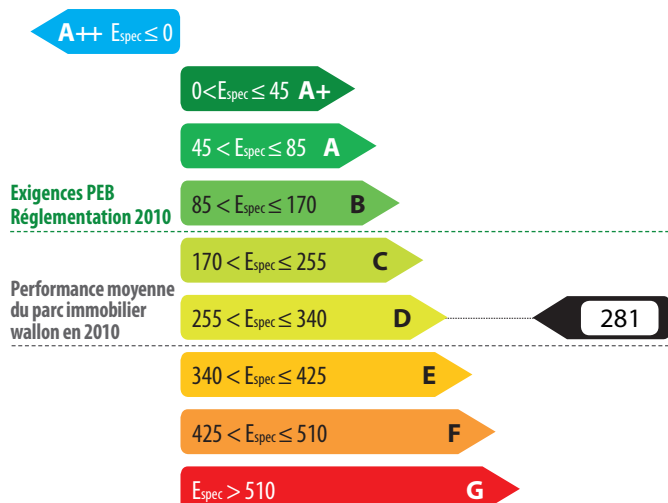 A++ Espec ≤ 0
0<Espec ≤ 45 A+
45 < Espec ≤ 85 A
Exigences PEB
Réglementation 2010
85 < Espec ≤ 170 B
170 < Espec ≤ 255 C
Performance moyenne
du parc immobilier
wallon en 2010
255 < Espec ≤ 340 D
281
340 < Espec ≤ 425 E
425 < Espec ≤ 510 F
Espec > 510 G